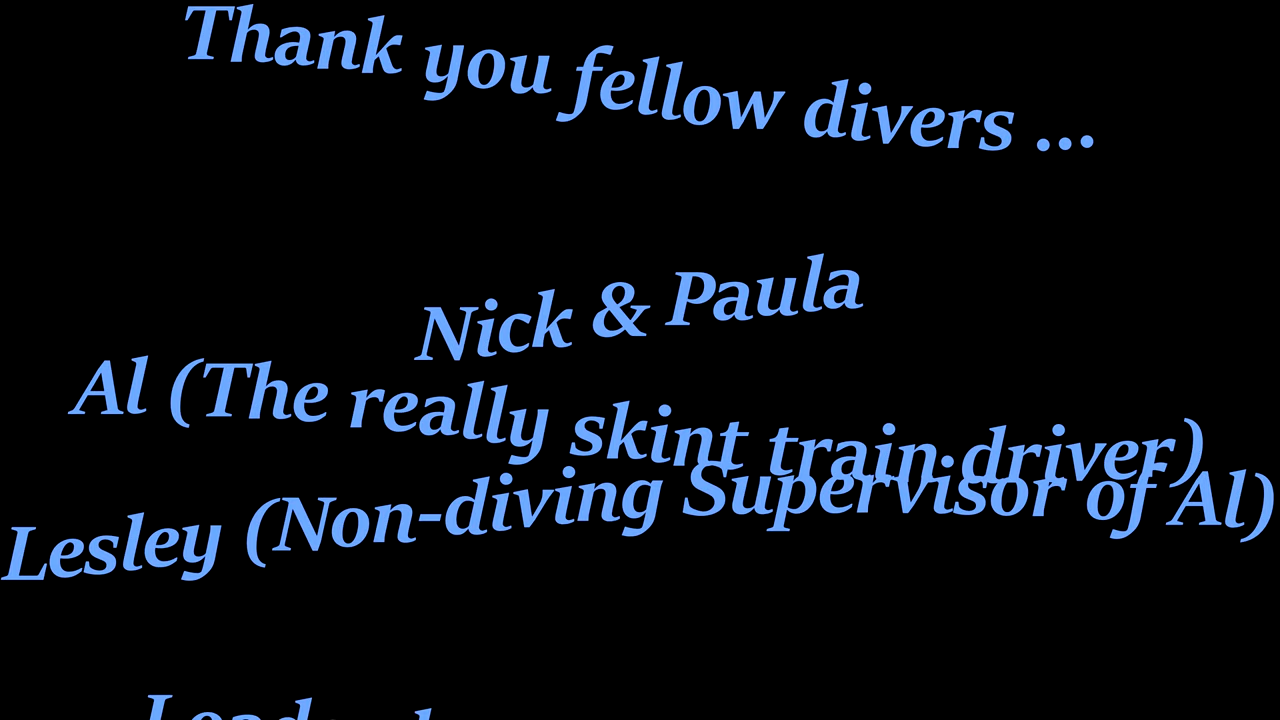 Thank you fellow divers ...
Nick & Paula
Al (The really skint train driver)
Lesley (Non-diving Supervisor of Al)